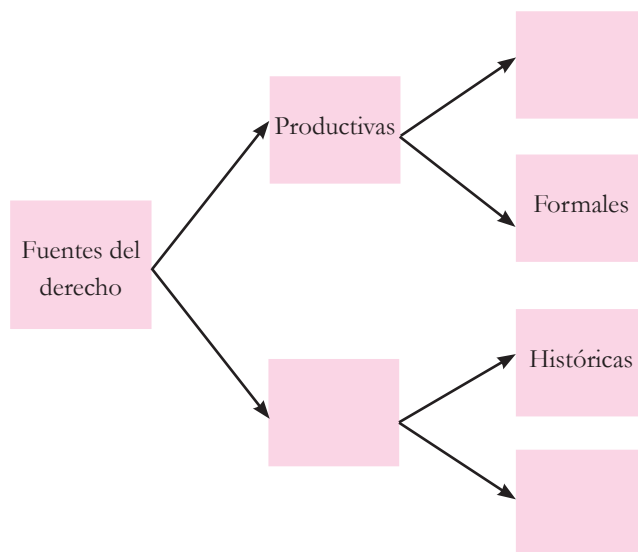 Productivas
Formales
Fuentes del
derecho
Históricas